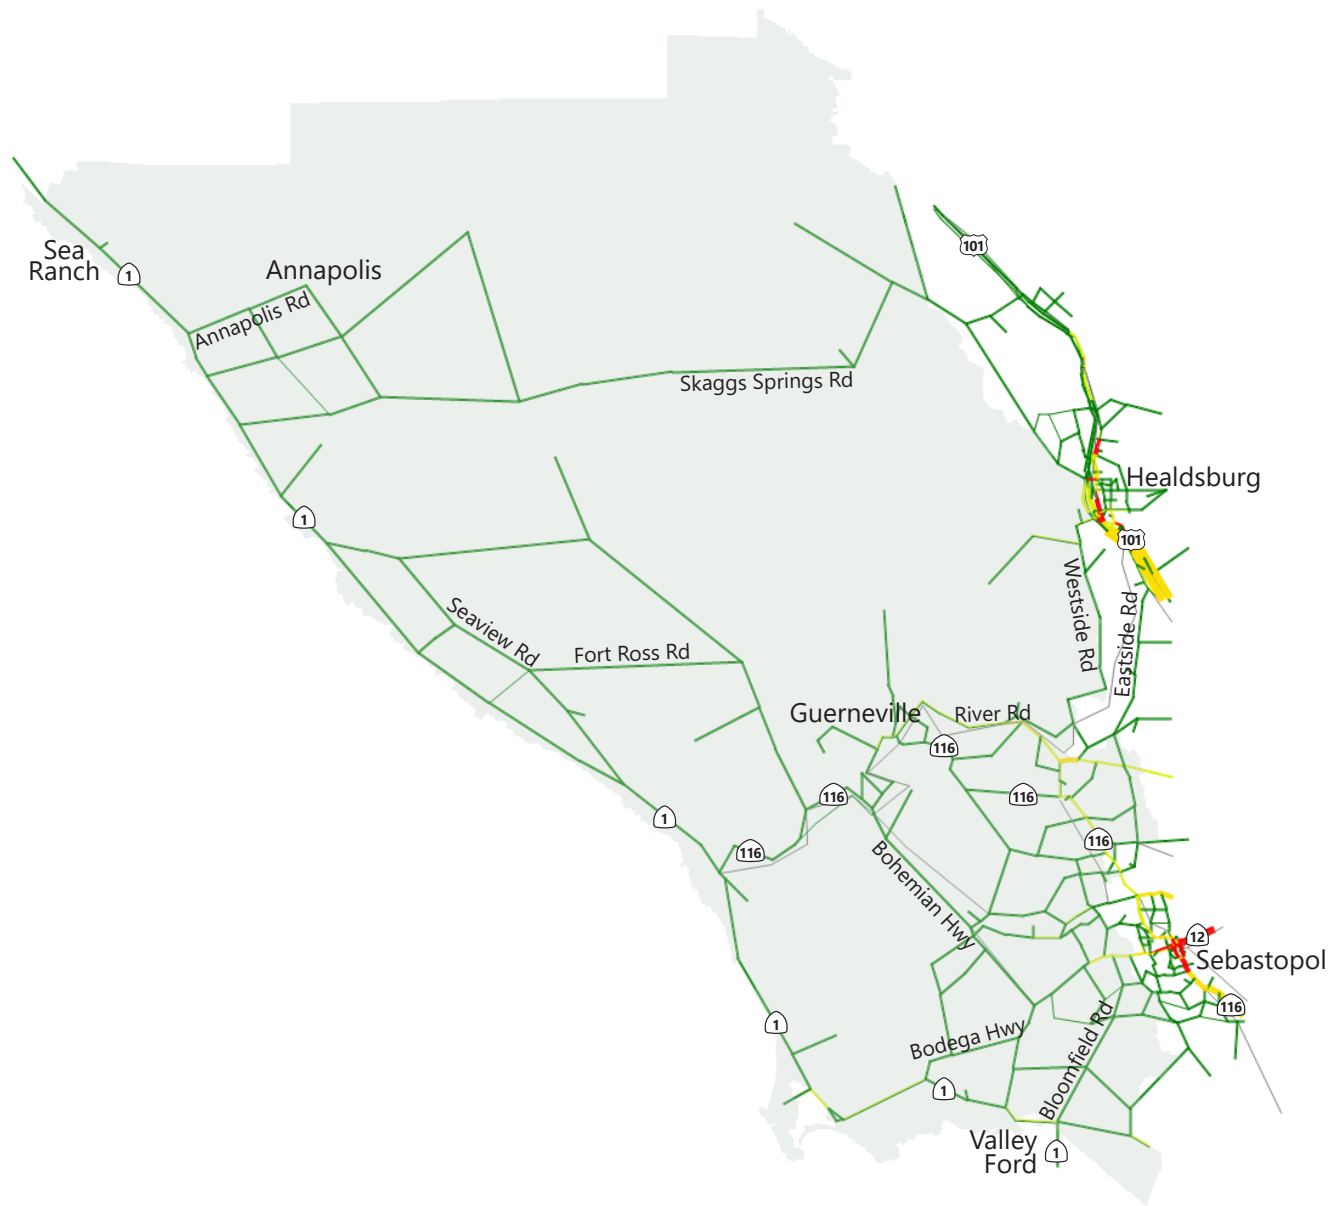 101
Sea
Ranch
1
Annapolis
Annapolis Rd
Skaggs Springs Rd
Healdsburg
1
101
Westside Rd
Eastside Rd
Seaview Rd
Fort Ross Rd
Guerneville
River Rd
116
116
116
1
116
116
Bohemian Hwy
12
Sebastopol
116
1
Bodega Hwy
Bloomfield Rd
1
Valley
Ford
1